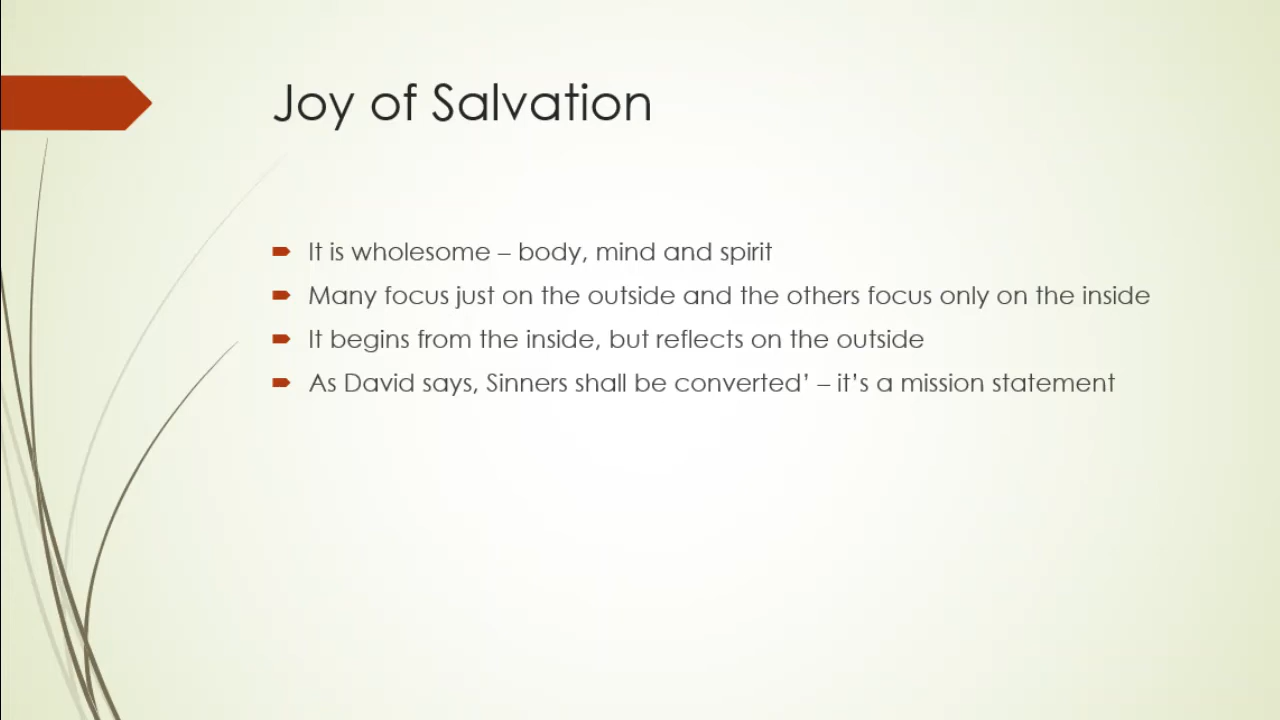 Joy of Salvation
It is wholesome – body, mind and spirit
Many focus just on the outside and the others focus only on the inside
It begins from the inside, but reflects on the outside
As David says, Sinners shall be converted’ – it’s a mission statement